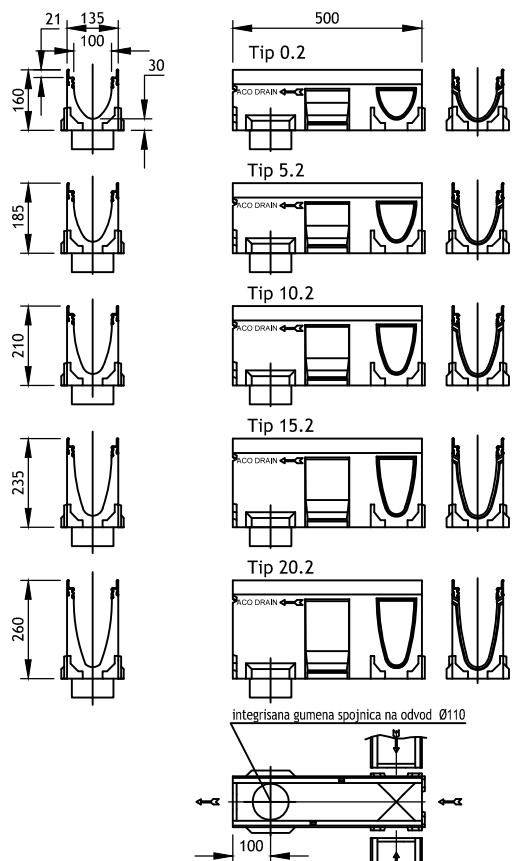 21
135
100
30
160
500
Tip 0.2
ACO DRAIN
Tip 5.2
185
ACO DRAIN
Tip 10.2
210
ACO DRAIN
Tip 15.2
235
ACO DRAIN
Tip 20.2
260
ACO DRAIN
integrisana gumena spojnica na odvod Ø110
100